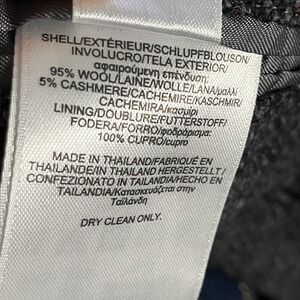 SHELL/EXTÉRIEUR/SCHLUPFBLOUSON/
INVOLUCRO/TELA EXTERIOR/
αφαιρούμενη επένδυση:
95% WOOL/LAINE/WOLLE/LANA/μαλλί
5% CASHMERE/CACHEMIRE/KASCHMIR/
CACHEMIRA/κασμίρ
LINING/DOUBLURE/FUTTERSTOFF/
FODERA/FORRO/φοδράρισμα:
100% CUPRO/cupro
MADE IN THAILAND/FABRIQUÉ EN
THAILANDE/IN THAILAND HERGESTELLT/
CONFEZIONATO IN TAILANDIA/HECHO EN
TAILANDIA/Κατασκευάζεται στην
Ταϊλάνδη
DRY CLEAN ONLY.